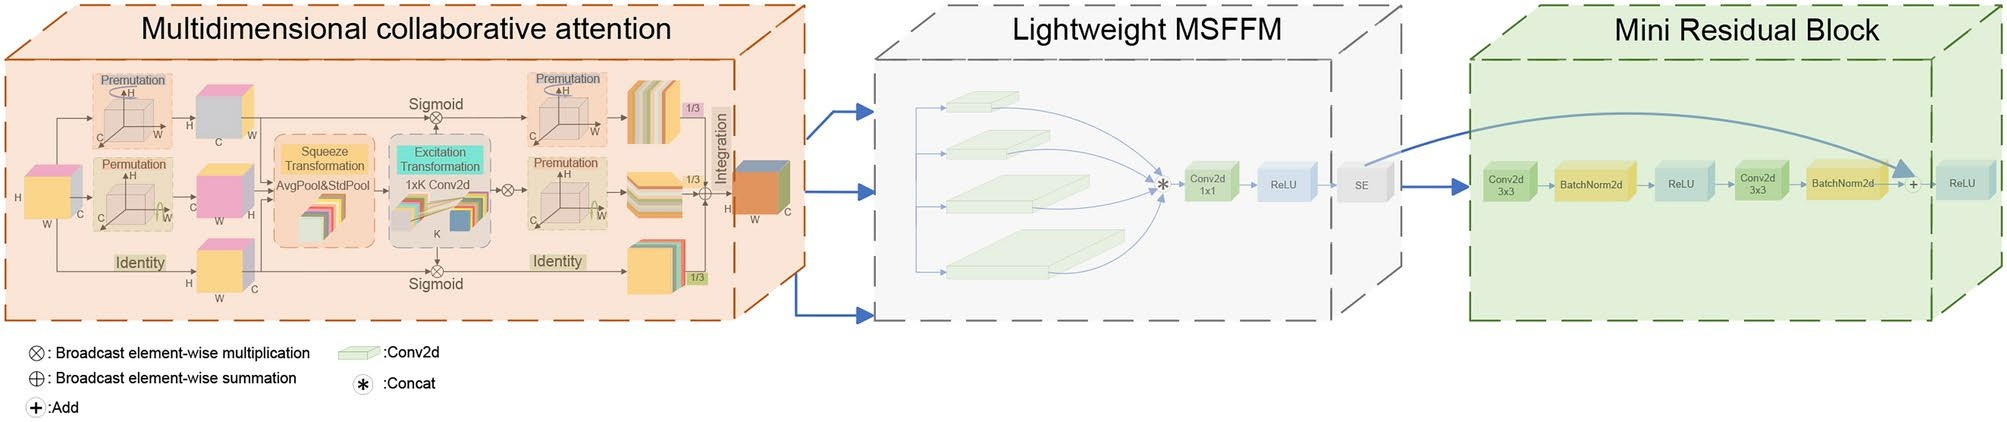 Multidimensional collaborative attention
Lightweight MSFFM
Mini Residual Block
Premutation
H
W
C
H
W
C
Sigmoid
Premutation
H
C
W
1/3
Integration
H
C
W
Permutation
H
C
W
C
W
H
Squeeze
Transformation
AvgPool&StdPool
Excitation
Transformation
1xK Conv2d
K
Premutation
H
C
W
1/3
H
C
W
Identity
H
C
W
Sigmoid
Identity
1/3
Conv2d
1x1
ReLU
SE
Conv2d
3x3
BatchNorm2d
ReLU
Conv2d
3x3
BatchNorm2d
+
ReLU
⊗: Broadcast element-wise multiplication
⊕: Broadcast element-wise summation
+:Add
:Conv2d
*:Concat